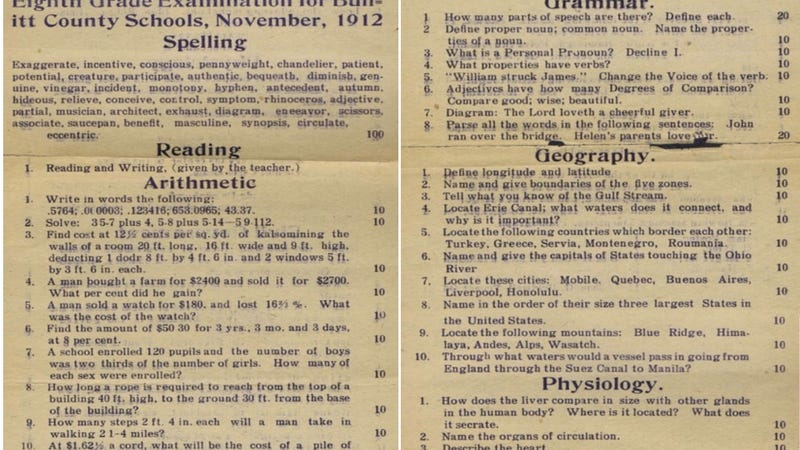 Eighth Grade Examination for Bull-
itt County Schools, November, 1912
Spelling
Exaggerate, incentive, conscious, pennyweight, chandelier, patient,
potential, creature, participate, authentic, bequeath, diminish, gen-
uine, vinegar, incident, monotony, hyphen, antecedent, autumn,
hideous, relieve, conceive, control, symptom, rhinoceros, adjective,
partial, musician, architect, exhaust, diagram, eneeavor, scissors,
associate, saucepan, benefit, masculine, synopsis, circulate,
eccentric. 100
Reading
1. Reading and Writing, (given by the teacher.)
Arithmetic
1. Write in words the following:
.5764; .00 0003; .123416; 653.0965; 43.37. 10
2. Solve: 35-7 plus 4, 5-8 plus 5-14—59 112. 10
3. Find cost at 12½ cents per sq. yd. of kalsomining the
walls of a room 20 ft. long, 16 ft. wide and 9 ft. high,
deducting 1 dodr 8 ft. by 4 ft. 6 in. and 2 windows 5 ft.
by 3 ft. 6 in. each. 10
4. A man bought a farm for $2400 and sold it for $2700.
What per cent did he gain? 10
5. A man sold a watch for $180, and lost 16⅔ %. What
was the cost of the watch? 10
6. Find the amount of $50 30 for 3 yrs., 3 mo. and 3 days,
at 8 per cent. 10
7. A school enrolled 120 pupils and the number of boys
was two thirds of the number of girls. How many of
each sex were enrolled? 10
8. How long a rope is required to reach from the top of a
building 40 ft. high, to the ground 30 ft. from the base
of the building? 10
9. How many steps 2 ft. 4 in. each will a man take in
walking 2 1-4 miles? 10
10. At $1.62½ a cord, what will be the cost of a pile of
Grammar.
1 How many parts of speech are there? Define each. 20
2 Define proper noun; common noun. Name the proper-
ties of a noun. 10
3. What is a Personal Pronoun? Decline I. 10
4. What properties have verbs? 10
5. "William struck James." Change the Voice of the verb. 10
6. Adjectives have how many Degrees of Comparison?
Compare good; wise; beautiful. 10
7. Diagram: The Lord loveth a cheerful giver. 10
8. Parse all the words in the following sentences: John
ran over the bridge. Helen's parents love her. 20
Geography.
1. Define longitude and latitude 10
2. Name and give boundaries of the five zones. 10
3. Tell what you know of the Gulf Stream. 10
4. Locate Erie Canal; what waters does it connect, and
why is it important? 10
5. Locate the following countries which border each other:
Turkey, Greece, Servia, Montenegro, Roumania. 10
6. Name and give the capitals of States touching the Ohio
River 10
7. Locate these cities: Mobile, Quebec, Buenos Aires,
Liverpool, Honolulu. 10
8. Name in the order of their size three largest States in
the United States. 10
9. Locate the following mountains: Blue Ridge, Hima-
laya, Andes, Alps, Wasatch. 10
10. Through what waters would a vessel pass in going from
England through the Suez Canal to Manila? 10
Physiology.
1. How does the liver compare in size with other glands
in the human body? Where is it located? What does
it secrate. 10
2. Name the organs of circulation. 10
3 Describe the heart 10